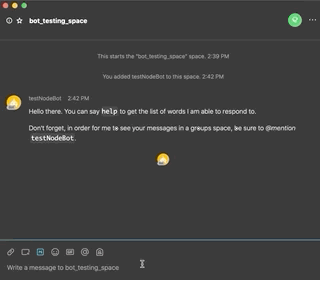 bot_testing_space
This starts the "bot_testing_space" space. 2:39 PM
You added testNodeBot to this space. 2:42 PM
testNodeBot 2:42 PM
Hello there. You can say help to get the list of words I am able to respond to.
Don't forget, in order for me to see your messages in a groups space, be sure to @mention
testNodeBot.
Write a message to bot_testing_space